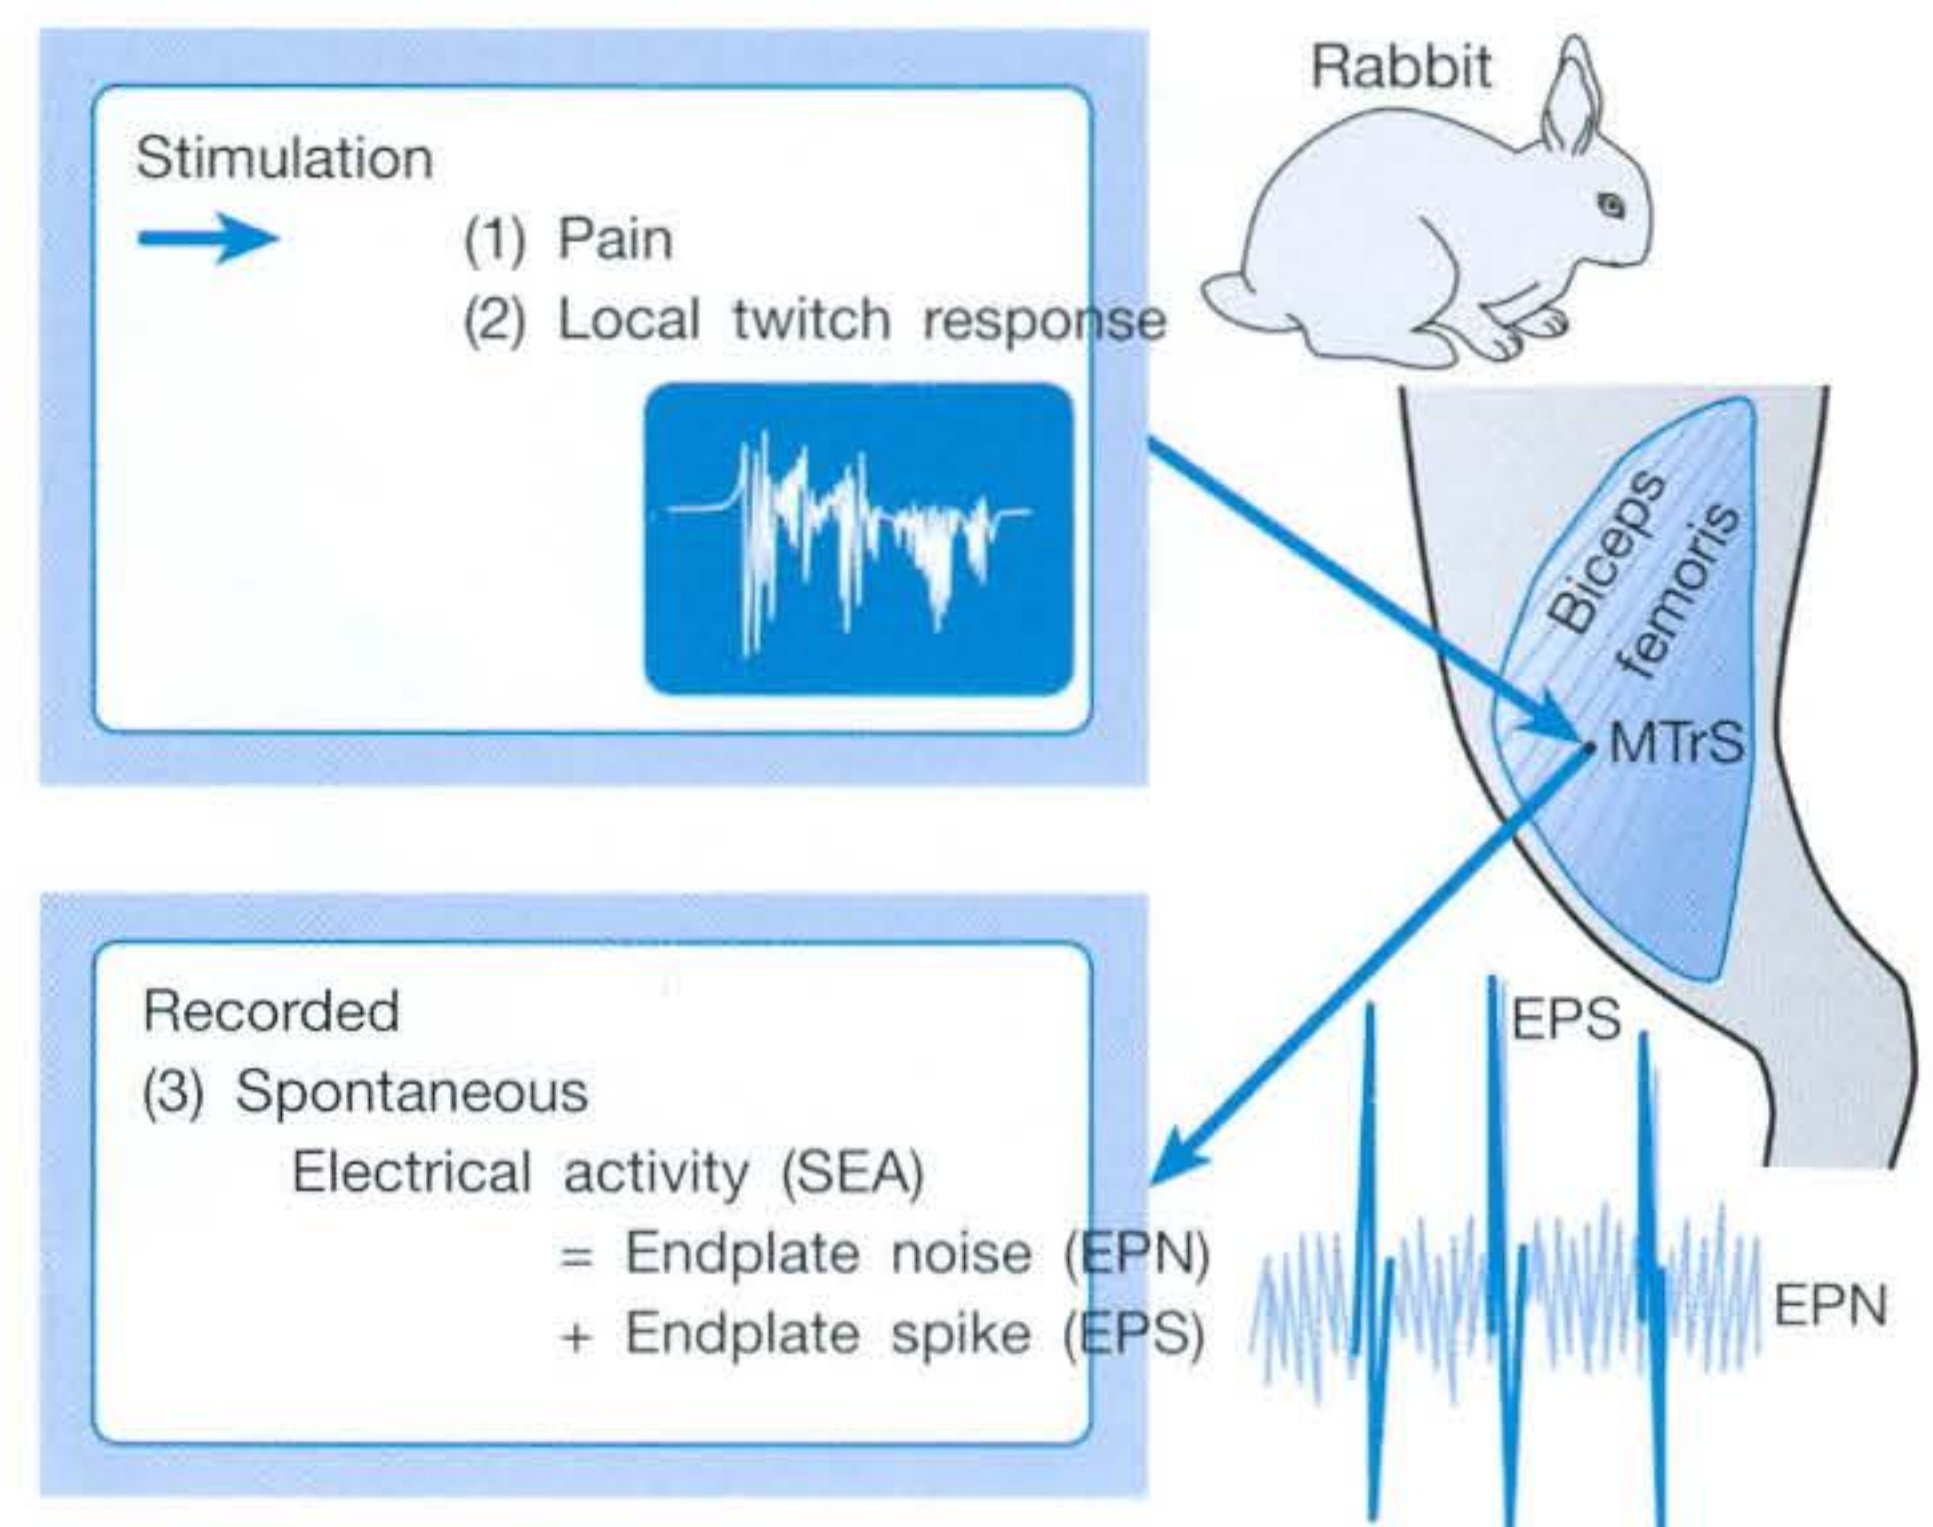 Stimulation
(1) Pain
(2) Local twitch response
Rabbit
Biceps
femoris
MTrS
Recorded
(3) Spontaneous
Electrical activity (SEA)
= Endplate noise (EPN)
+ Endplate spike (EPS)
EPS
EPN